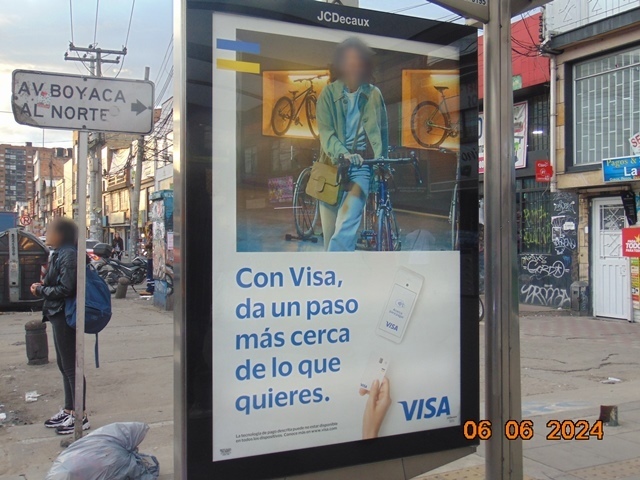 JCDecaux
AV. BOYACA
AL NORTE
Con Visa,
da un paso
más cerca
de lo que
quieres.
VISA
VISA
La
06 06 2024